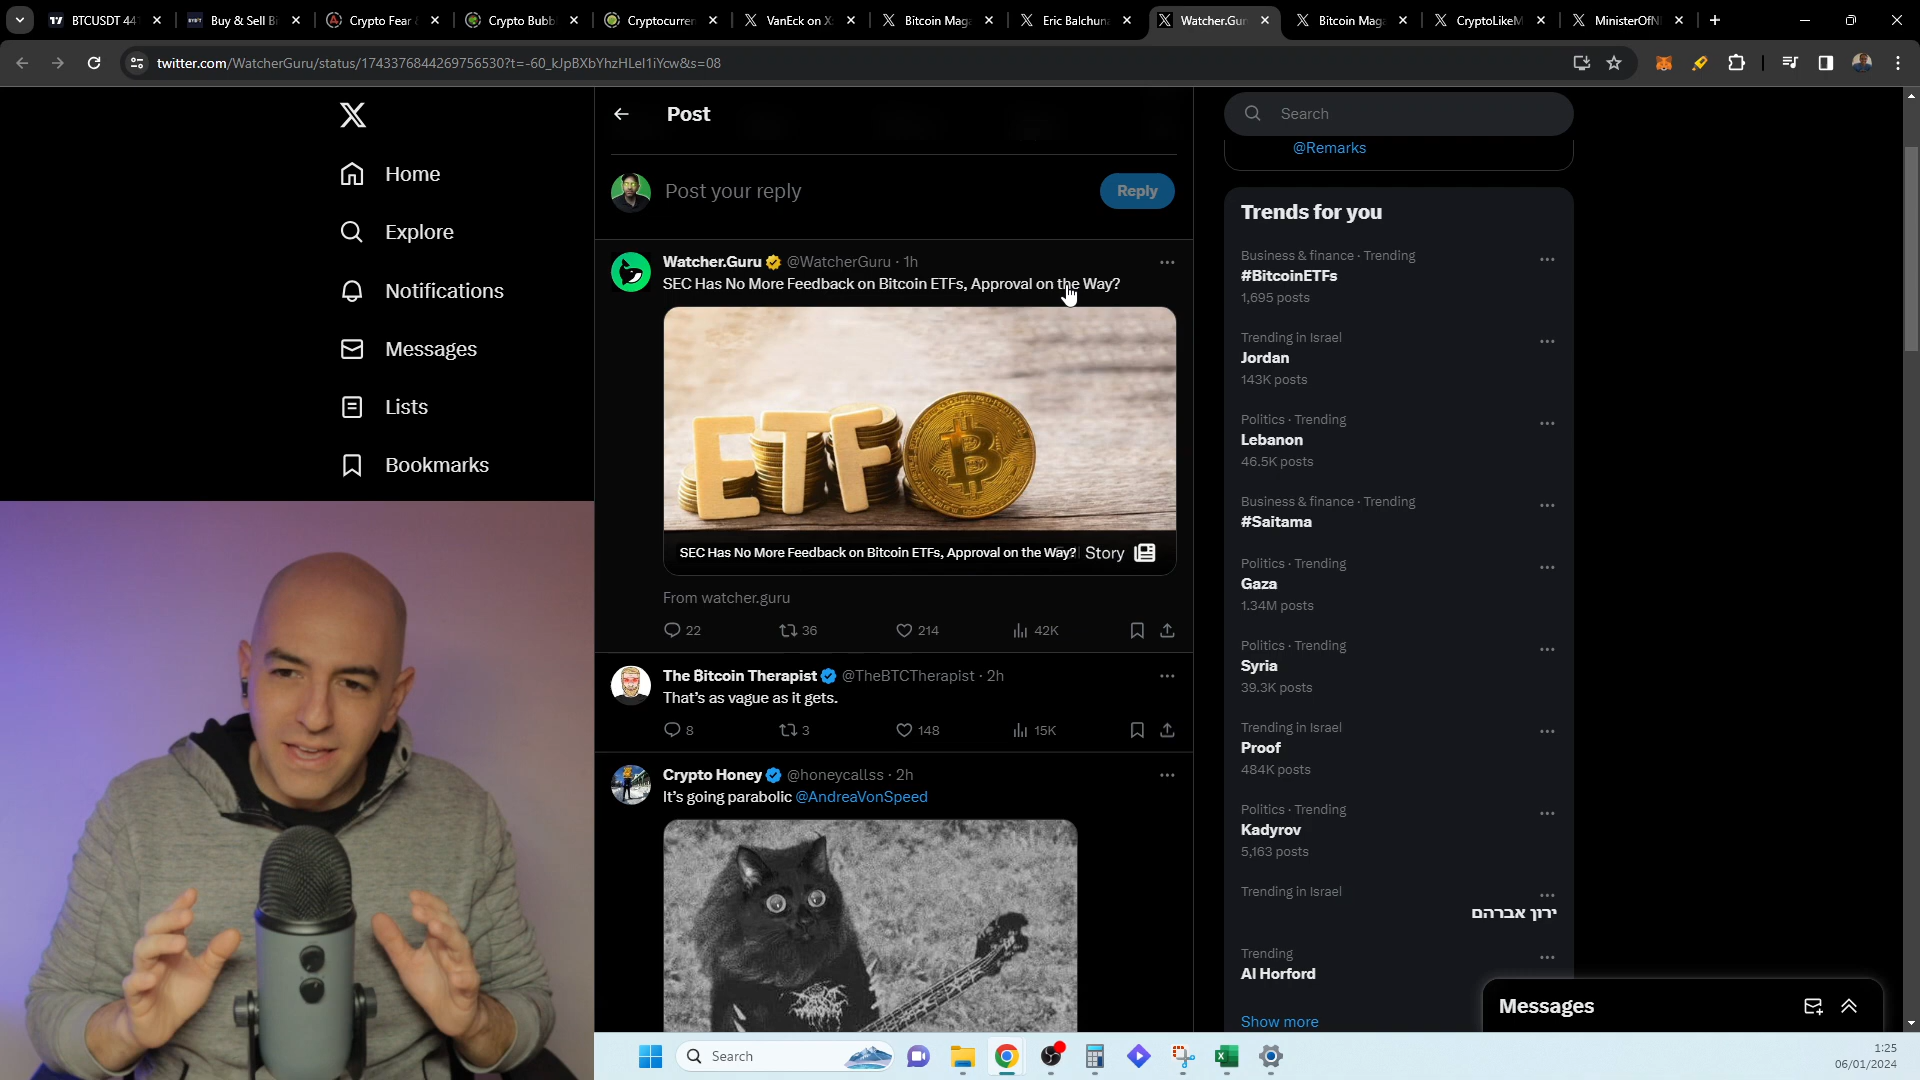 BTCUSDT 44
Buy & Sell Bi
Crypto Fear
Crypto Bubb
Cryptocurren
VanEck on X
Bitcoin Maga
Eric Balchuna
Watcher.Gur
Bitcoin Maga
CryptoLikeM
MinisterOfN
twitter.com/WatcherGuru/status/1743376844269756530?t=-60_kJpBXbYhzHLeI1iYcw&s=08
Home
Explore
Notifications
Messages
Lists
Bookmarks
Post
Post your reply
Reply
Watcher.Guru @WatcherGuru · 1h
SEC Has No More Feedback on Bitcoin ETFs, Approval on the Way?
ETF
SEC Has No More Feedback on Bitcoin ETFs, Approval on the Way? Story
From watcher.guru
22 36 214 42K
The ₿itcoin Therapist @TheBTCTherapist · 2h
That's as vague as it gets.
8 3 148 15K
Crypto Honey @honeycallss · 2h
It's going parabolic @AndreaVonSpeed
Search
@Remarks
Trends for you
Business & finance · Trending
#BitcoinETFs
1,695 posts
Trending in Israel
Jordan
143K posts
Politics · Trending
Lebanon
46.5K posts
Business & finance · Trending
#Saitama
Politics · Trending
Gaza
1.34M posts
Politics · Trending
Syria
39.3K posts
Trending in Israel
Proof
484K posts
Politics · Trending
Kadyrov
5,163 posts
Trending in Israel
ירון אברהם
Trending
Al Horford
Show more
Messages
Search
1:25
06/01/2024